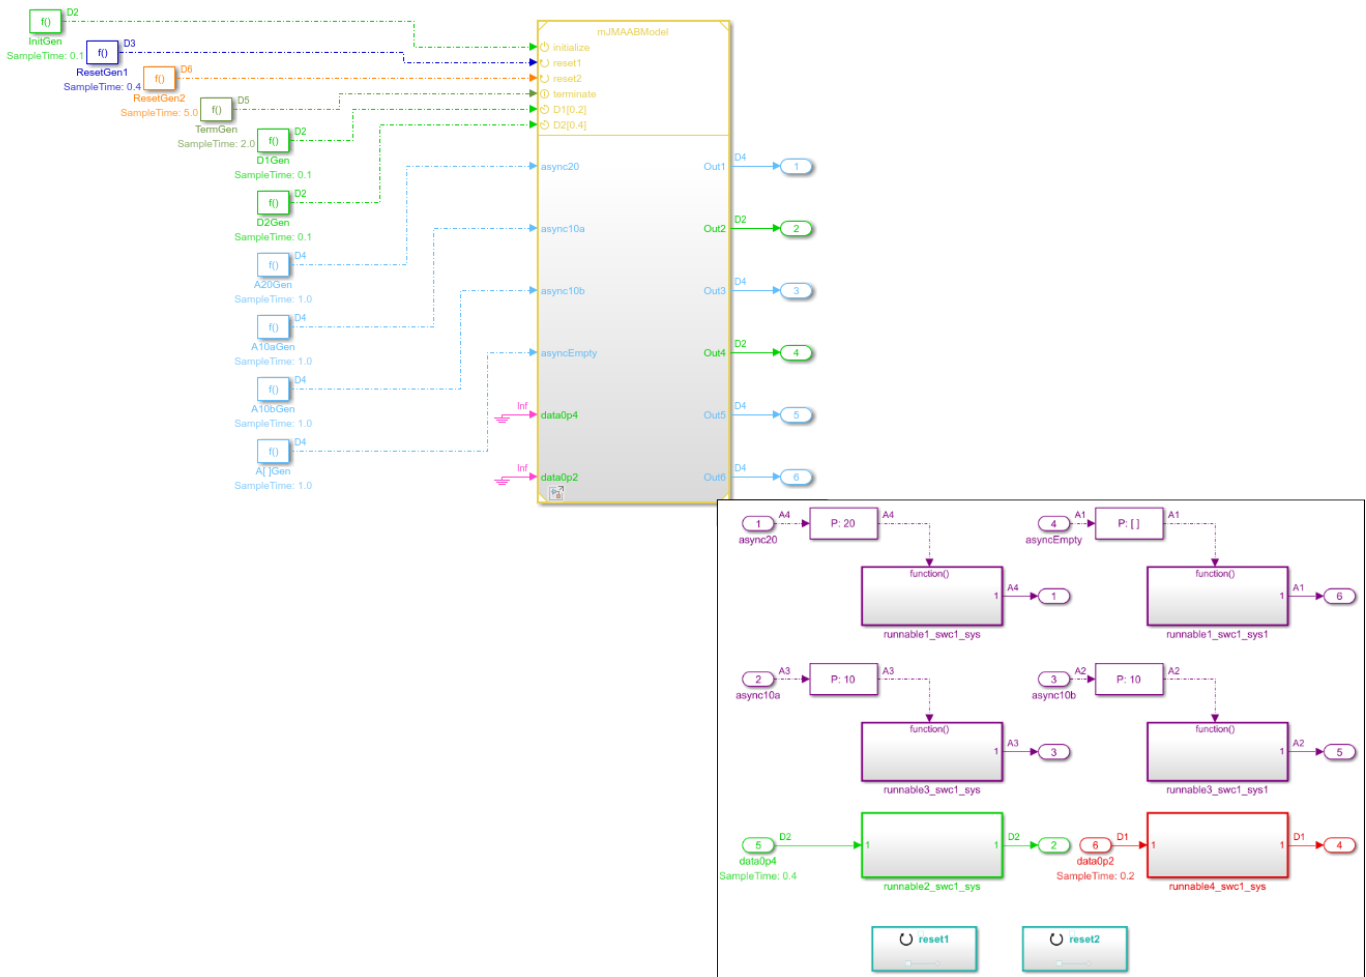 f()
D2
InitGen
SampleTime: 0.1
f()
D3
ResetGen1
SampleTime: 0.4
f()
D6
ResetGen2
SampleTime: 5.0
f()
D5
TermGen
SampleTime: 2.0
f()
D2
D1Gen
SampleTime: 0.1
f()
D2
D2Gen
SampleTime: 0.1
f()
D4
A20Gen
SampleTime: 1.0
f()
D4
A10aGen
SampleTime: 1.0
f()
D4
A10bGen
SampleTime: 1.0
f()
D4
A[ ]Gen
SampleTime: 1.0
mJMAABModel
initialize
reset1
reset2
terminate
D1[0.2]
D2[0.4]
async20
Out1
D4
1
async10a
Out2
D2
2
async10b
Out3
D4
3
asyncEmpty
Out4
D2
4
Inf
data0p4
Out5
D4
5
Inf
data0p2
Out6
D4
6
1
A4
P: 20
A4
async20
function()
1
A4
1
runnable1_swc1_sys
4
A1
P: [ ]
A1
asyncEmpty
function()
1
A1
6
runnable1_swc1_sys1
2
A3
P: 10
A3
async10a
function()
1
A3
3
runnable3_swc1_sys
3
A2
P: 10
A2
async10b
function()
1
A2
5
runnable3_swc1_sys1
5
D2
1
1
D2
2
data0p4
SampleTime: 0.4
runnable2_swc1_sys
6
D1
1
1
D1
4
data0p2
SampleTime: 0.2
runnable4_swc1_sys
reset1
reset2